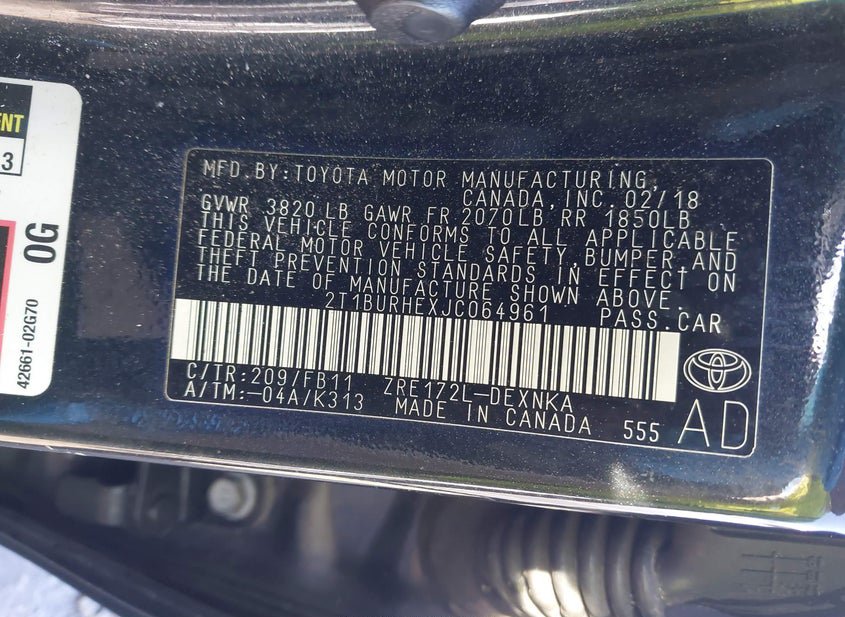 ENT
3
0G
42661-02G70
MFD.BY:TOYOTA MOTOR MANUFACTURING,
CANADA,INC.02/18
GVWR 3820 LB GAWR FR 2070LB,RR 1850LB
THIS VEHICLE CONFORMS TO ALL APPLICABLE
FEDERAL MOTOR VEHICLE SAFETY,BUMPER,AND
THEFT PREVENTION STANDARDS IN EFFECT ON
THE DATE OF MANUFACTURE SHOWN ABOVE.
2T1BURHEXJC064961 PASS.CAR
C/TR:209/FB11 ZRE172L-DEXNKA
A/TM:-04A/K313 MADE IN CANADA 555 AD